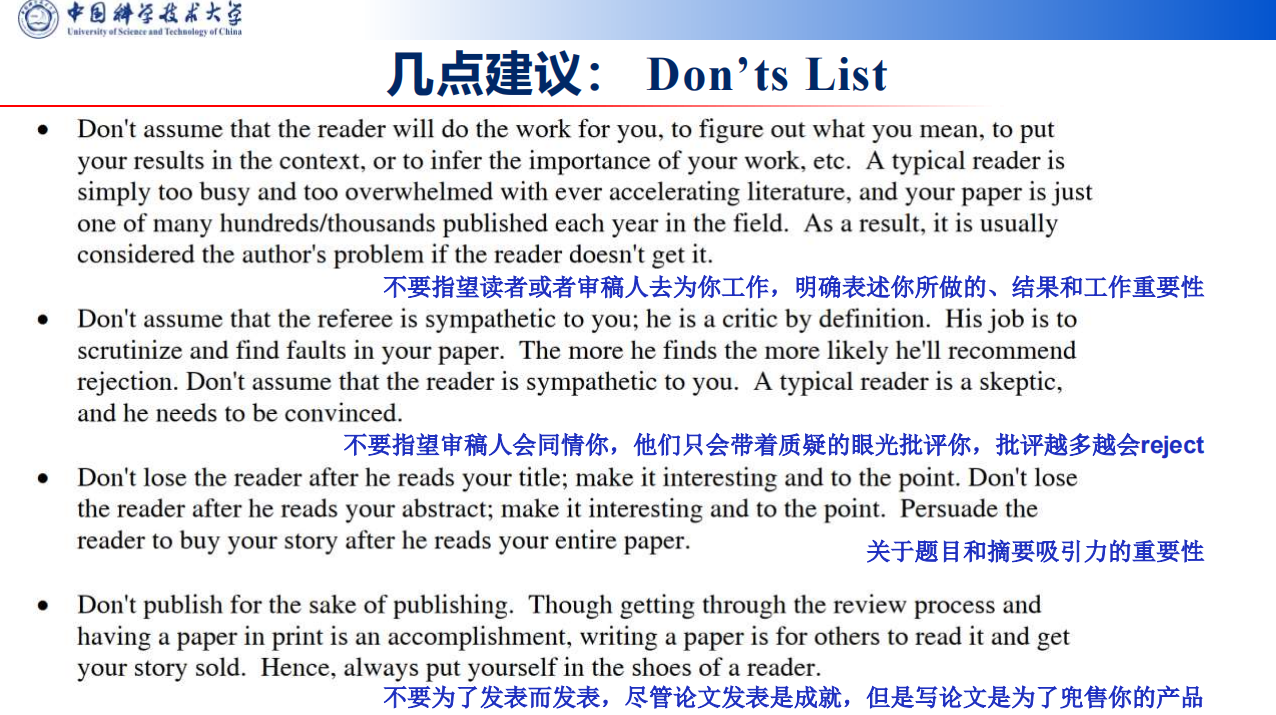 中国科学技术大学
University of Science and Technology of China
几点建议： Don’ts List
• Don't assume that the reader will do the work for you, to figure out what you mean, to put
your results in the context, or to infer the importance of your work, etc.  A typical reader is
simply too busy and too overwhelmed with ever accelerating literature, and your paper is just
one of many hundreds/thousands published each year in the field.  As a result, it is usually
considered the author's problem if the reader doesn't get it.
不要指望读者或者审稿人去为你工作，明确表述你所做的、结果和工作重要性
• Don't assume that the referee is sympathetic to you; he is a critic by definition.  His job is to
scrutinize and find faults in your paper.  The more he finds the more likely he'll recommend
rejection. Don't assume that the reader is sympathetic to you.  A typical reader is a skeptic,
and he needs to be convinced.
不要指望审稿人会同情你，他们只会带着质疑的眼光批评你，批评越多越会reject
• Don't lose the reader after he reads your title; make it interesting and to the point. Don't lose
the reader after he reads your abstract; make it interesting and to the point.  Persuade the
reader to buy your story after he reads your entire paper.
关于题目和摘要吸引力的重要性
• Don't publish for the sake of publishing.  Though getting through the review process and
having a paper in print is an accomplishment, writing a paper is for others to read it and get
your story sold.  Hence, always put yourself in the shoes of a reader.
不要为了发表而发表，尽管论文发表是成就，但是写论文是为了兜售你的产品